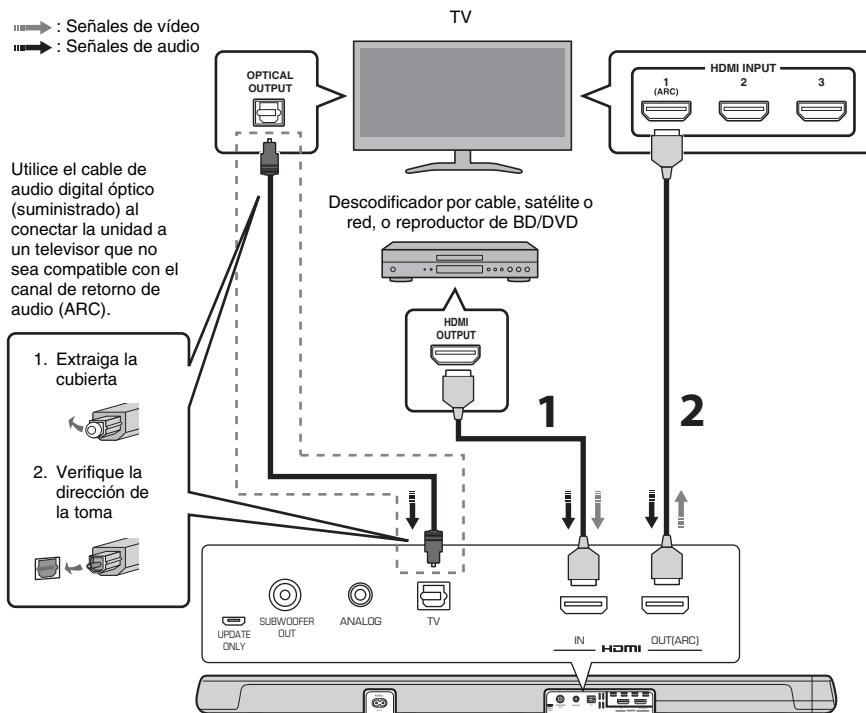 : Señales de vídeo
: Señales de audio
TV
OPTICAL
OUTPUT
HDMI INPUT
1
(ARC)
2
3
Utilice el cable de
audio digital óptico
(suministrado) al
conectar la unidad a
un televisor que no
sea compatible con el
canal de retorno de
audio (ARC).
Descodificador por cable, satélite o
red, o reproductor de BD/DVD
HDMI
OUTPUT
1. Extraiga la
cubierta
2. Verifique la
dirección de
la toma
1
2
UPDATE
ONLY
SUBWOOFER
OUT
ANALOG
TV
IN
HDMI
OUT(ARC)